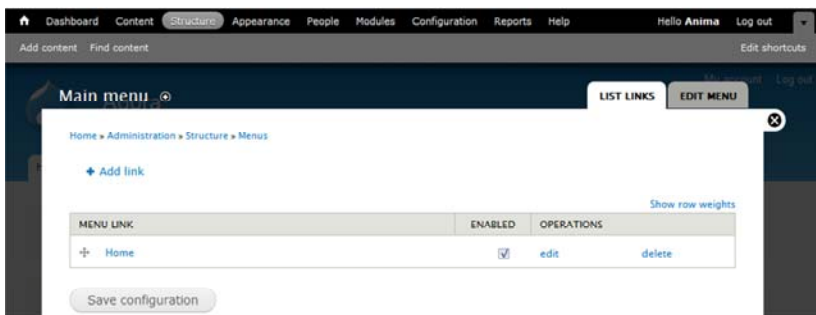 Dashboard Content Structure Appearance People Modules Configuration Reports Help Hello Anima Log out
Add content Find content Edit shortcuts
My account Log out
Main menu LIST LINKS EDIT MENU
Home » Administration » Structure » Menus
+ Add link
Show row weights
MENU LINK ENABLED OPERATIONS
Home edit delete
Save configuration